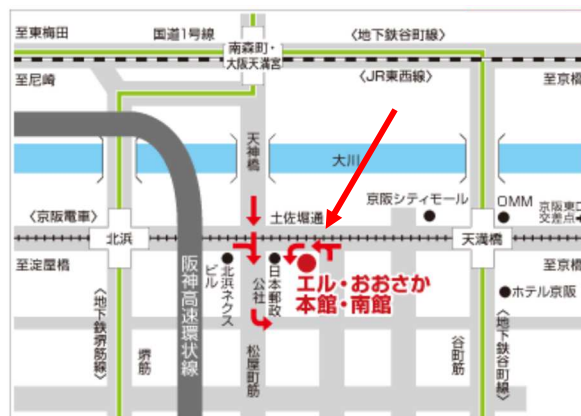 至東梅田
国道1号線
〈地下鉄谷町線〉
南森町・
大阪天満宮
至尼崎
〈JR東西線〉
至京橋
天神橋
大川
〈京阪電車〉
土佐堀通
京阪シティモール
OMM
京阪東口
交差点
北浜
天満橋
至淀屋橋
至京橋
阪神高速環状線
北浜ネクス
ビル
公社
日本郵政
エル・おおさか
本館・南館
ホテル京阪
〈地下鉄堺筋線〉
堺筋
松屋町筋
谷町筋
〈地下鉄谷町線〉